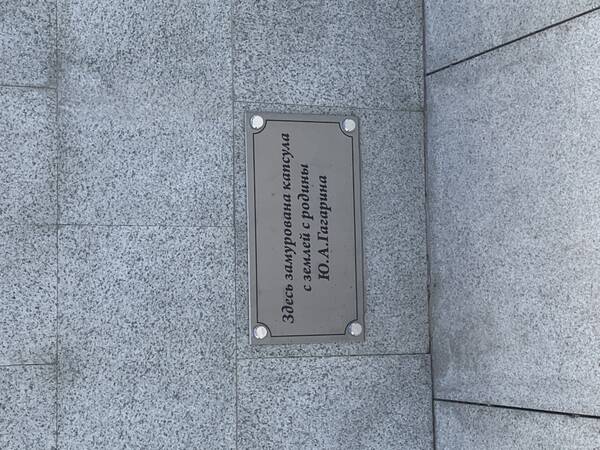 Здесь замурована капсула
с землей с родины
Ю.А.Гагарина